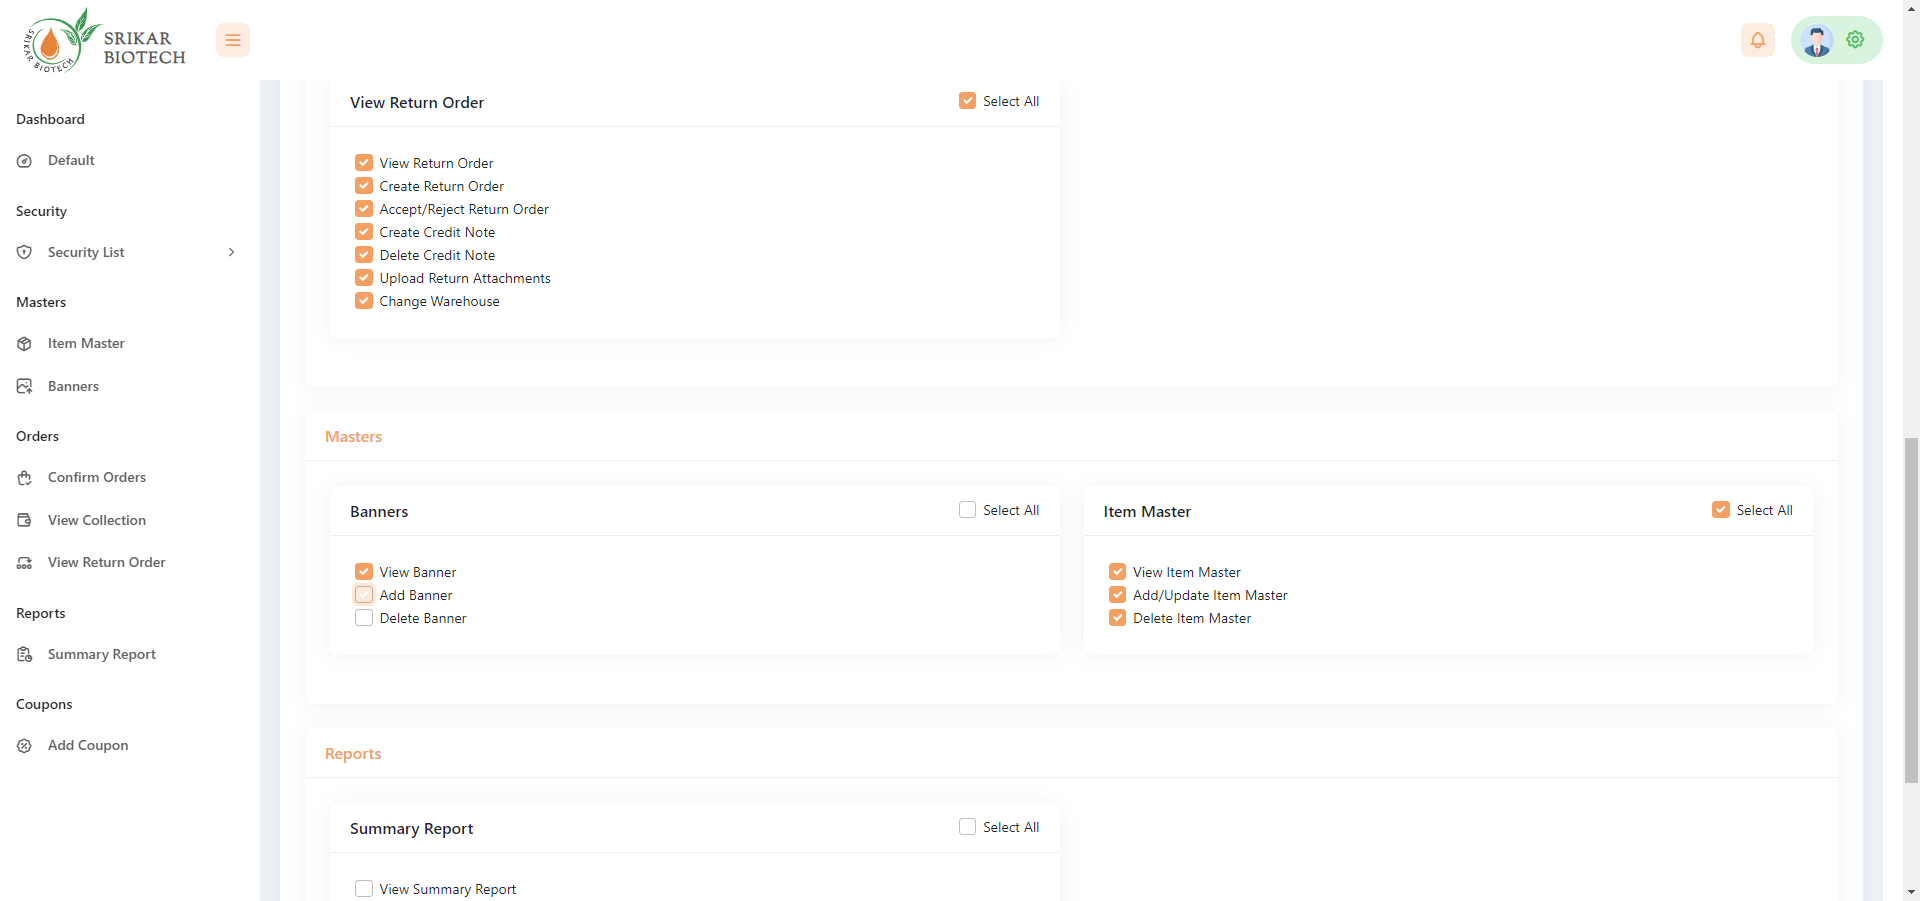 SRIKAR BIOTECH
SRIKAR
BIOTECH
Dashboard
Default
Security
Security List
Masters
Item Master
Banners
Orders
Confirm Orders
View Collection
View Return Order
Reports
Summary Report
Coupons
Add Coupon
View Return Order
Select All
View Return Order
Create Return Order
Accept/Reject Return Order
Create Credit Note
Delete Credit Note
Upload Return Attachments
Change Warehouse
Masters
Banners
Select All
View Banner
Add Banner
Delete Banner
Item Master
Select All
View Item Master
Add/Update Item Master
Delete Item Master
Reports
Summary Report
Select All
View Summary Report